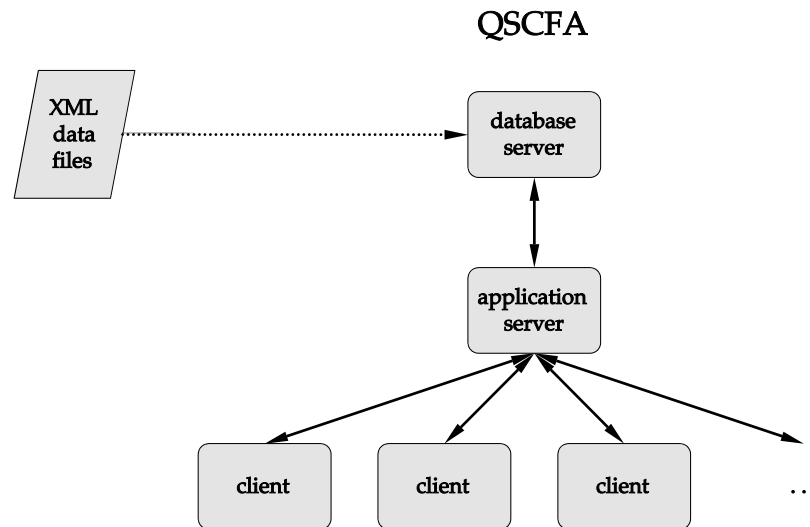 QSCFA
XML
data
files
database
server
application
server
client
client
client
..